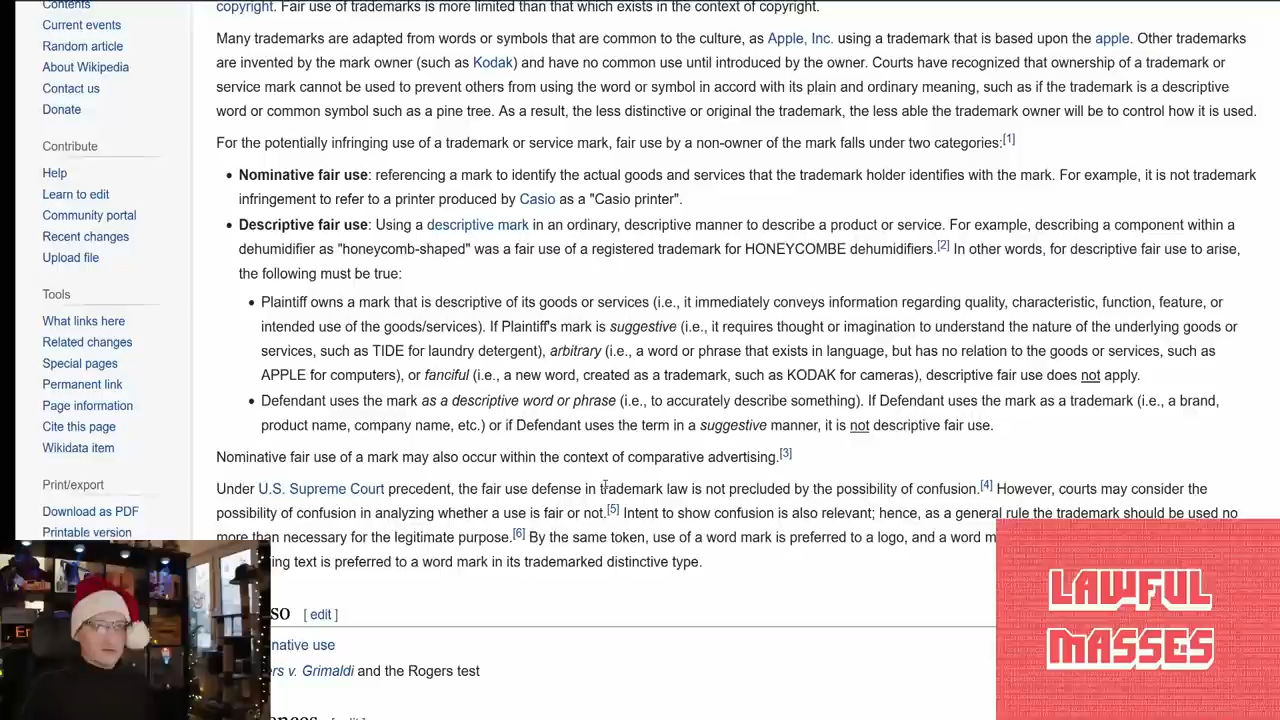 Contents
Current events
Random article
About Wikipedia
Contact us
Donate
Contribute
Help
Learn to edit
Community portal
Recent changes
Upload file
Tools
What links here
Related changes
Special pages
Permanent link
Page information
Cite this page
Wikidata item
Print/export
Download as PDF
Printable version
copyright. Fair use of trademarks is more limited than that which exists in the context of copyright.
Many trademarks are adapted from words or symbols that are common to the culture, as Apple, Inc. using a trademark that is based upon the apple. Other trademarks
are invented by the mark owner (such as Kodak) and have no common use until introduced by the owner. Courts have recognized that ownership of a trademark or
service mark cannot be used to prevent others from using the word or symbol in accord with its plain and ordinary meaning, such as if the trademark is a descriptive
word or common symbol such as a pine tree. As a result, the less distinctive or original the trademark, the less able the trademark owner will be to control how it is used.
For the potentially infringing use of a trademark or service mark, fair use by a non-owner of the mark falls under two categories:[1]
• Nominative fair use: referencing a mark to identify the actual goods and services that the trademark holder identifies with the mark. For example, it is not trademark
infringement to refer to a printer produced by Casio as a "Casio printer".
• Descriptive fair use: Using a descriptive mark in an ordinary, descriptive manner to describe a product or service. For example, describing a component within a
dehumidifier as "honeycomb-shaped" was a fair use of a registered trademark for HONEYCOMBE dehumidifiers.[2] In other words, for descriptive fair use to arise,
the following must be true:
• Plaintiff owns a mark that is descriptive of its goods or services (i.e., it immediately conveys information regarding quality, characteristic, function, feature, or
intended use of the goods/services). If Plaintiff's mark is suggestive (i.e., it requires thought or imagination to understand the nature of the underlying goods or
services, such as TIDE for laundry detergent), arbitrary (i.e., a word or phrase that exists in language, but has no relation to the goods or services, such as
APPLE for computers), or fanciful (i.e., a new word, created as a trademark, such as KODAK for cameras), descriptive fair use does not apply.
• Defendant uses the mark as a descriptive word or phrase (i.e., to accurately describe something). If Defendant uses the mark as a trademark (i.e., a brand,
product name, company name, etc.) or if Defendant uses the term in a suggestive manner, it is not descriptive fair use.
Nominative fair use of a mark may also occur within the context of comparative advertising.[3]
Under U.S. Supreme Court precedent, the fair use defense in trademark law is not precluded by the possibility of confusion.[4] However, courts may consider the
possibility of confusion in analyzing whether a use is fair or not.[5] Intent to show confusion is also relevant; hence, as a general rule the trademark should be used no
more than necessary for the legitimate purpose.[6] By the same token, use of a word mark is preferred to a logo, and a word m
ing text is preferred to a word mark in its trademarked distinctive type.
so [ edit ]
native use
rs v. Grimaldi and the Rogers test
ences [ edit ]
Er
LAWFUL
MASSES